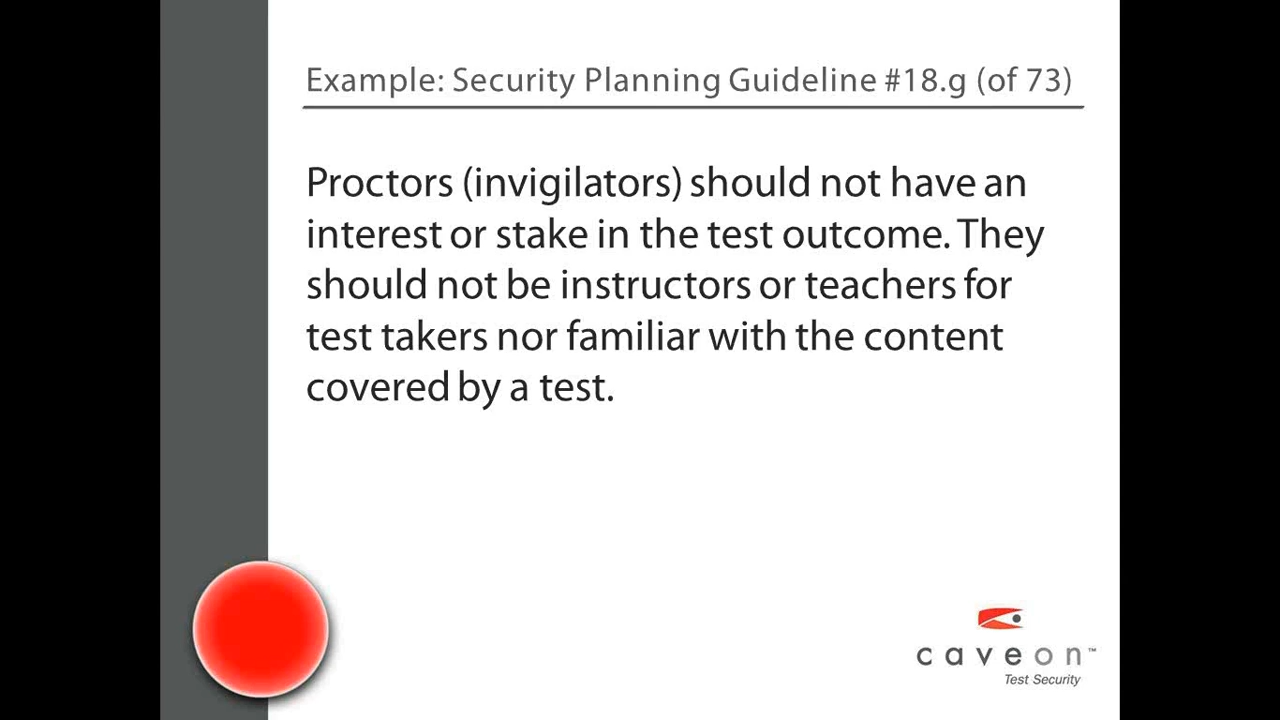 Example: Security Planning Guideline #18.g (of 73)
Proctors (invigilators) should not have an
interest or stake in the test outcome. They
should not be instructors or teachers for
test takers nor familiar with the content
covered by a test.
caveon™
Test Security